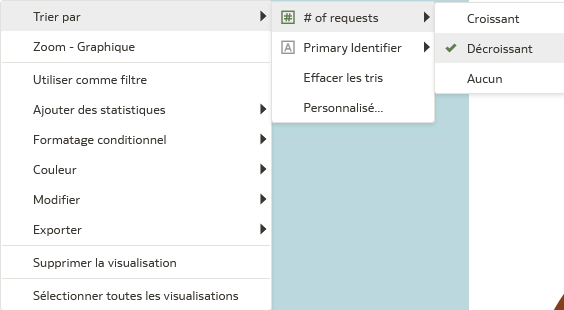 Trier par
Zoom - Graphique
Utiliser comme filtre
Ajouter des statistiques
Formatage conditionnel
Couleur
Modifier
Exporter
Supprimer la visualisation
Sélectionner toutes les visualisations
# # of requests
A Primary Identifier
Effacer les tris
Personnalisé...
Croissant
Décroissant
Aucun